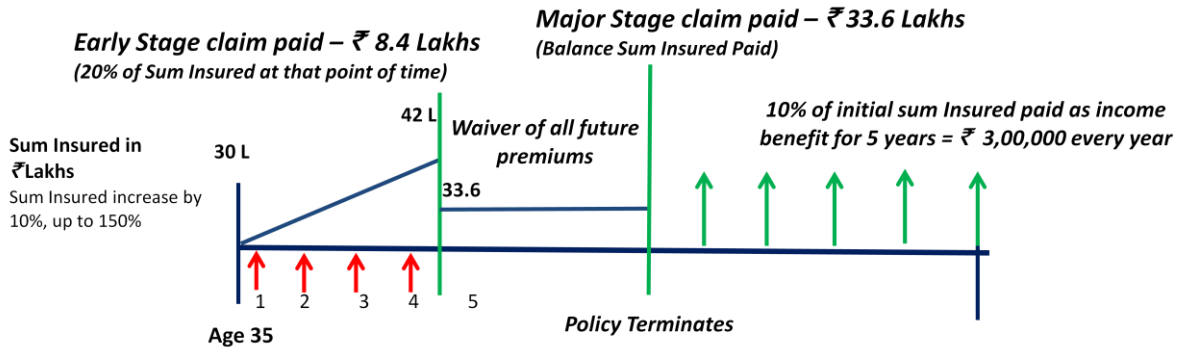 Major Stage claim paid – ₹ 33.6 Lakhs
(Balance Sum Insured Paid)
Early Stage claim paid – ₹ 8.4 Lakhs
(20% of Sum Insured at that point of time)
10% of initial sum Insured paid as income
benefit for 5 years = ₹ 3,00,000 every year
42 L
Waiver of all future
premiums
Sum Insured in
₹Lakhs
Sum Insured increase by
10%, up to 150%
30 L
33.6
1 2 3 4 5
Age 35
Policy Terminates